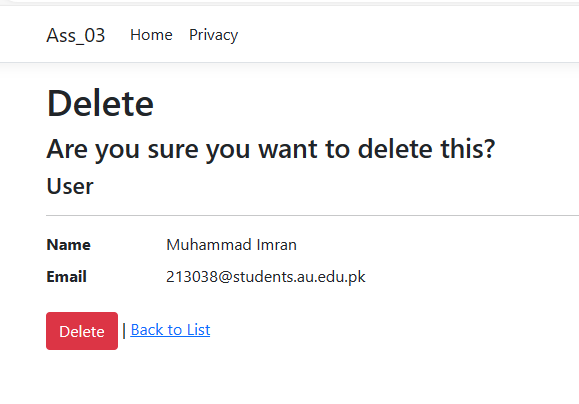 Ass_03 Home Privacy
Delete
Are you sure you want to delete this?
User
Name Muhammad Imran
Email 213038@students.au.edu.pk
Delete | Back to List